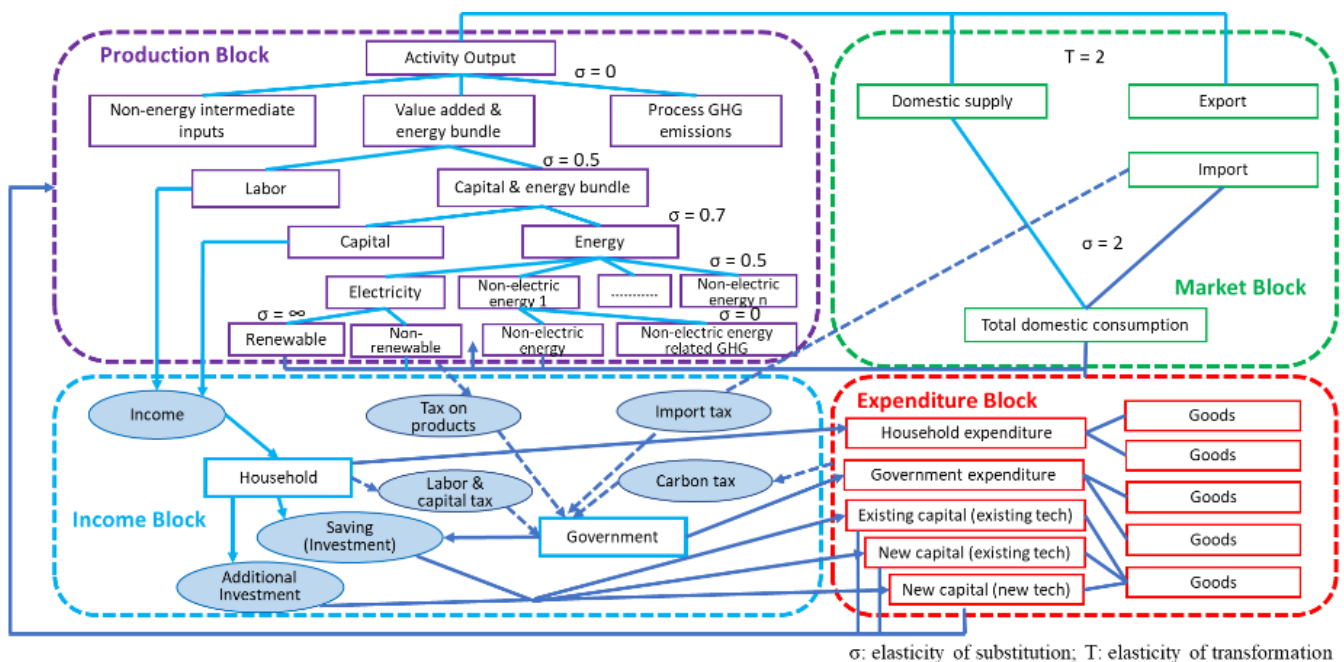 Production Block
Activity Output
σ = 0
Non-energy intermediate
inputs
Value added &
energy bundle
Process GHG
emissions
σ = 0.5
Labor
Capital & energy bundle
σ = 0.7
Capital
Energy
σ = 0.5
Electricity
Non-electric
energy 1
...........
Non-electric
energy n
σ = ∞
σ = 0
Renewable
Non-
renewable
Non-electric
energy
Non-electric energy
related GHG
T = 2
Domestic supply
Export
Import
σ = 2
Market Block
Total domestic consumption
Income
Tax on
products
Import tax
Household
Labor &
capital tax
Carbon tax
Income Block
Saving
(Investment)
Government
Additional
Investment
Expenditure Block
Household expenditure
Government expenditure
Existing capital (existing tech)
New capital (existing tech)
New capital (new tech)
Goods
Goods
Goods
Goods
Goods
σ: elasticity of substitution; T: elasticity of transformation